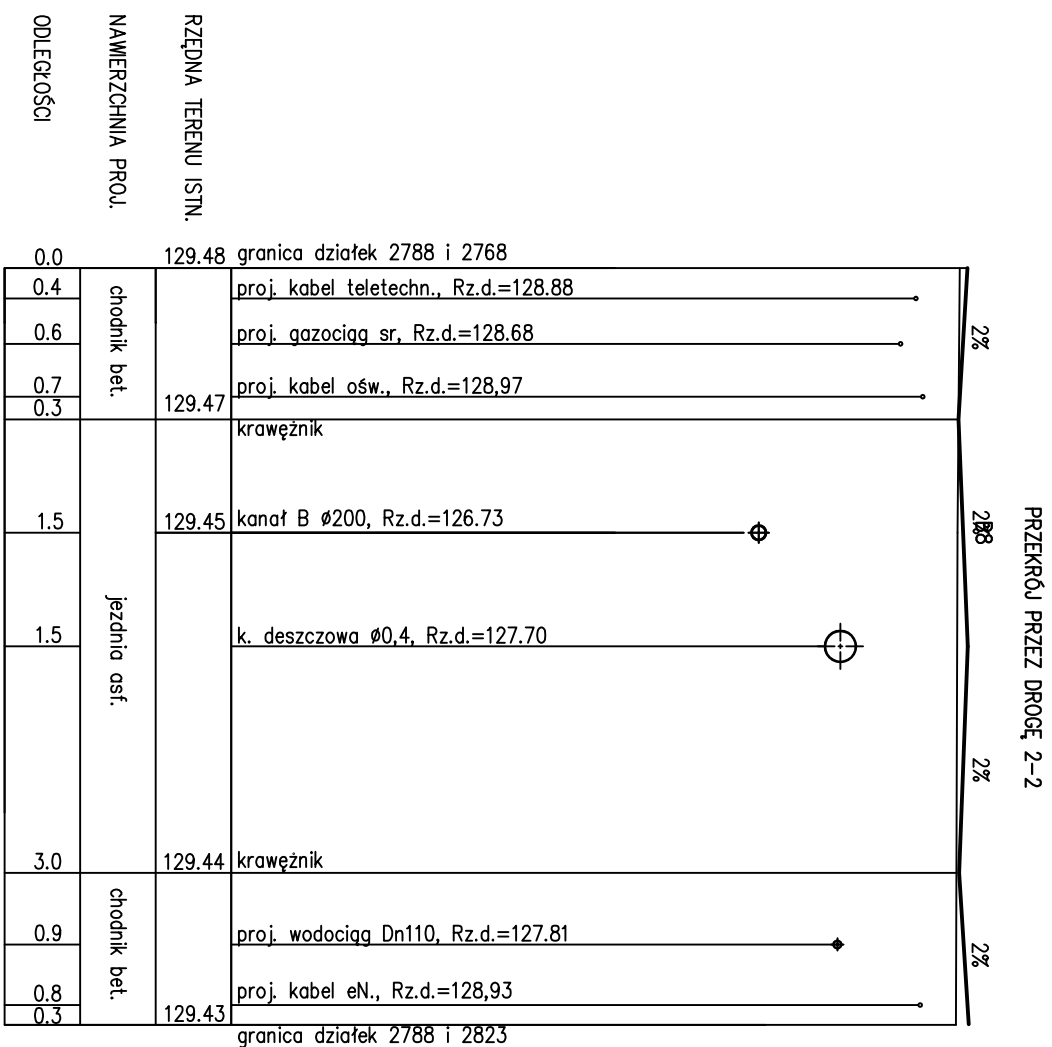 PRZEKRÓJ PRZEZ DROGĘ 2–2
RZĘDNA TERENU ISTN.
NAWIERZCHNIA PROJ.
ODLEGŁOŚCI
0.0 129.48 granica działek 2788 i 2768
0.4 proj. kabel teletechn., Rz.d.=128.88
chodnik bet.
0.6 proj. gazociąg sr, Rz.d.=128.68
2%
0.7 proj. kabel ośw., Rz.d.=128,97
0.3 129.47
krawężnik
1.5 129.45 kanał B Ø200, Rz.d.=126.73
jezdnia asf.
1.5 k. deszczowa Ø0,4, Rz.d.=127.70
2%
3.0 129.44 krawężnik
chodnik bet.
0.9 proj. wodociąg Dn110, Rz.d.=127.81
2%
0.8 proj. kabel eN., Rz.d.=128,93
0.3 129.43
granica działek 2788 i 2823